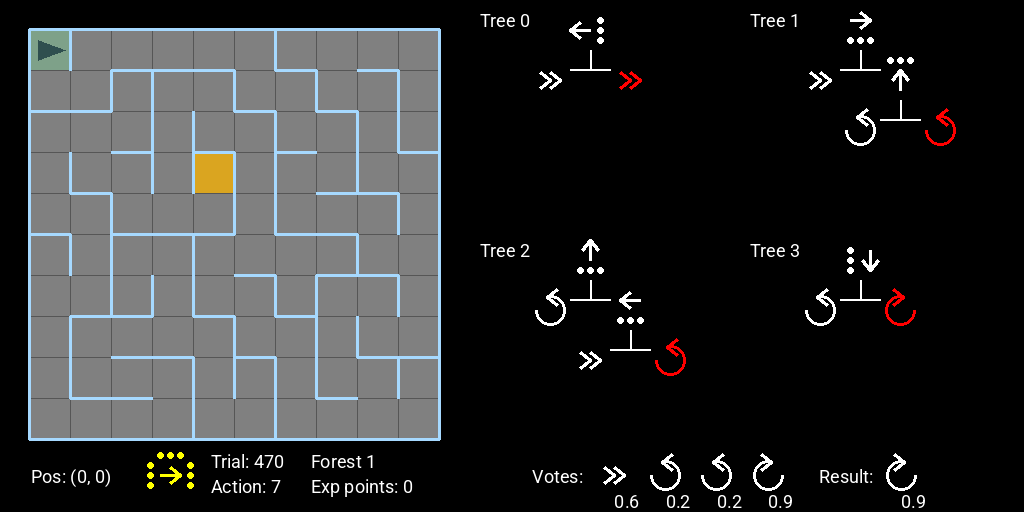 Tree 0
Tree 1
Tree 2
Tree 3
Pos: (0, 0)
Trial: 470
Forest 1
Action: 7
Exp points: 0
Votes:
0.6
0.2
0.2
0.9
Result:
0.9